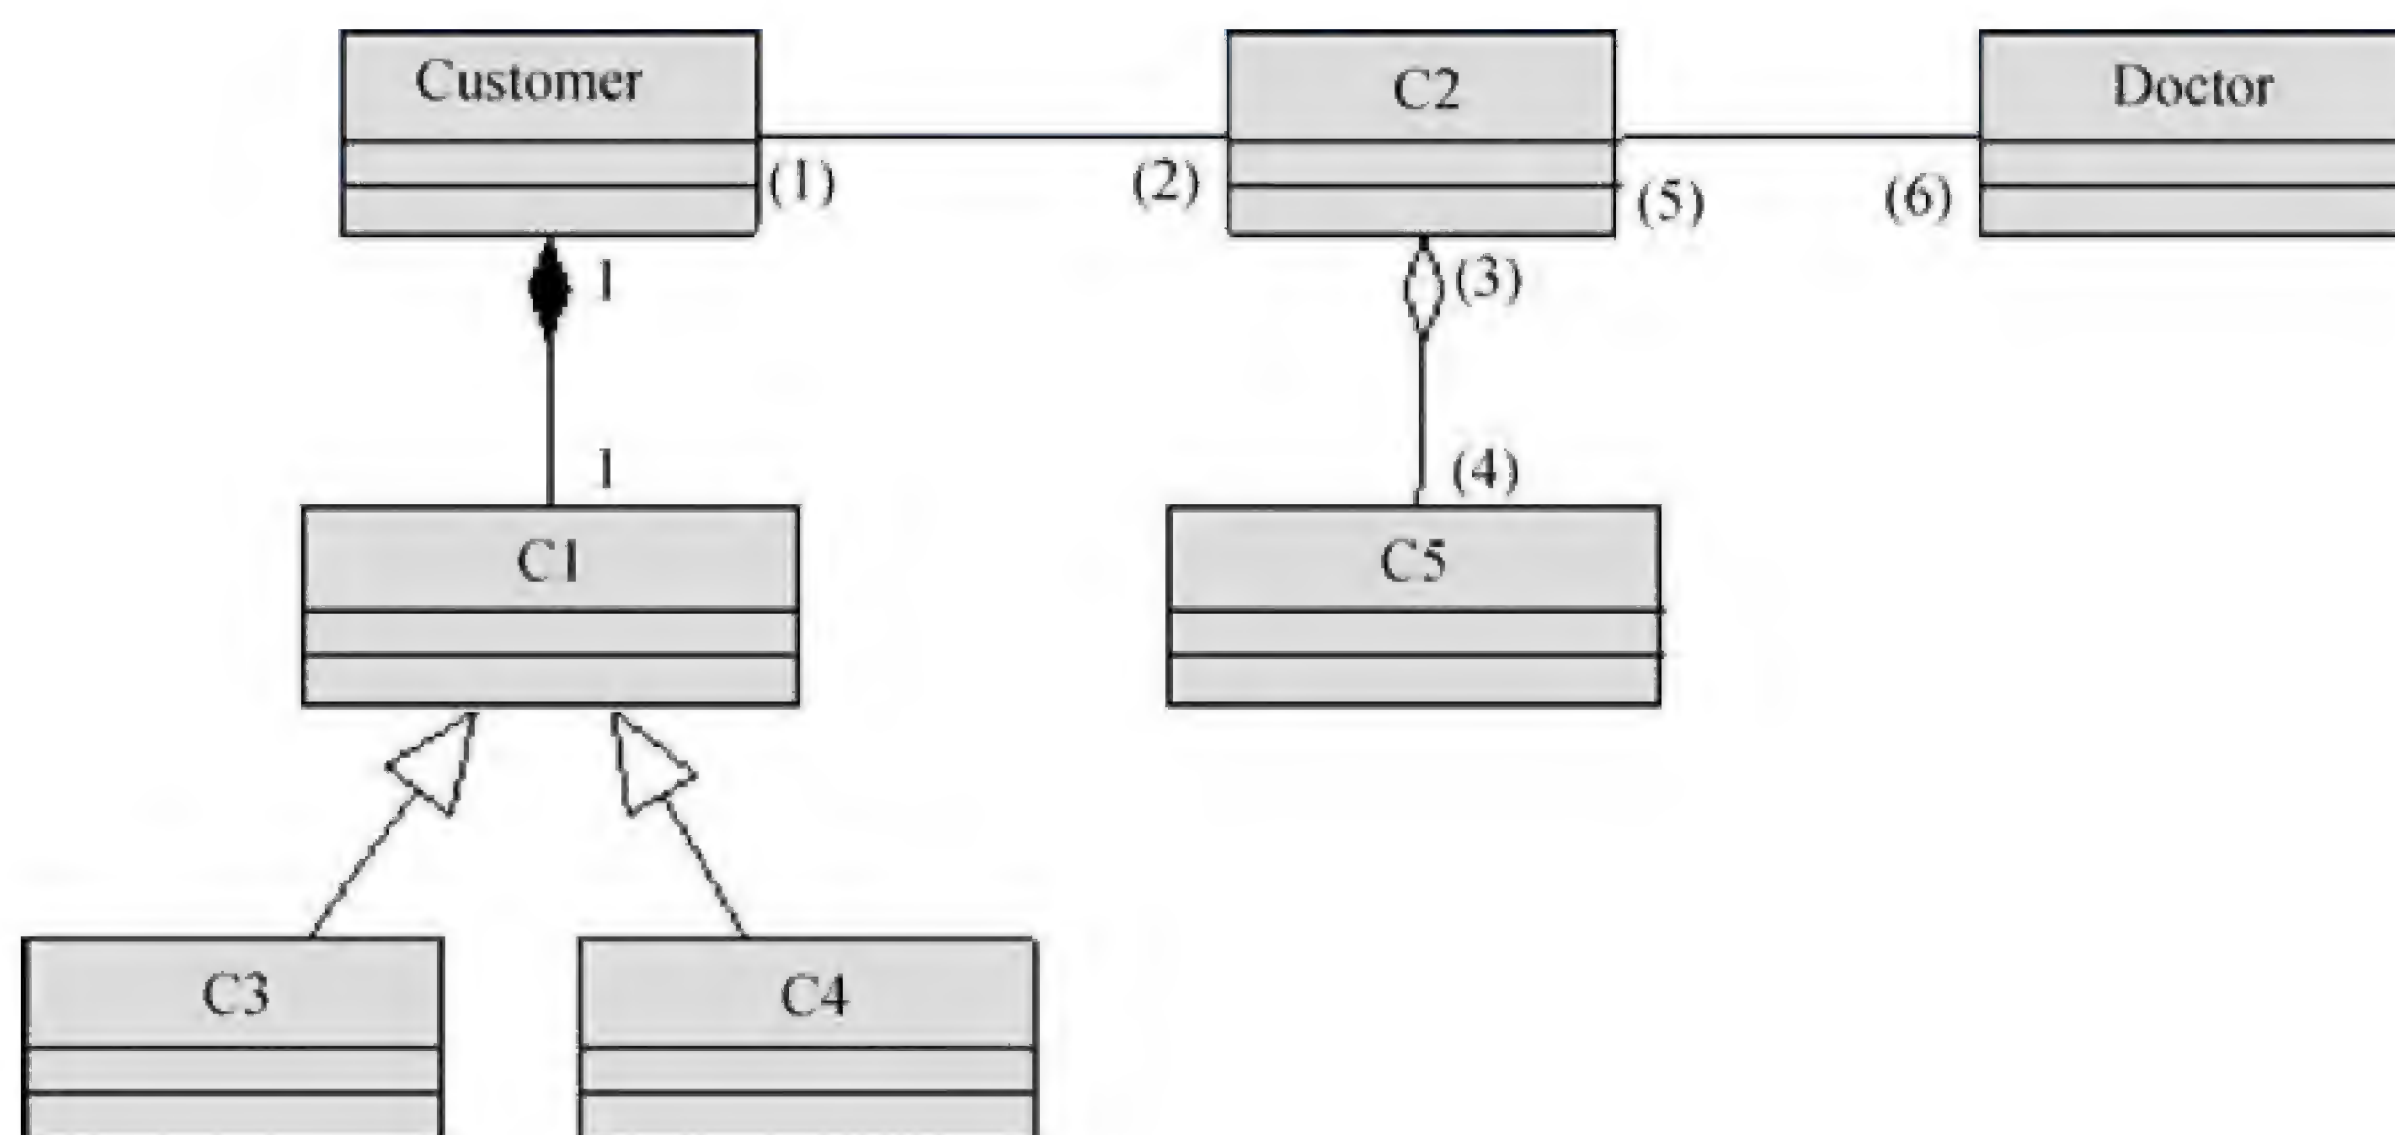 Customer
C2
Doctor
(1)
(2)
(5)
(6)
1
(3)
1
(4)
C1
C5
C3
C4